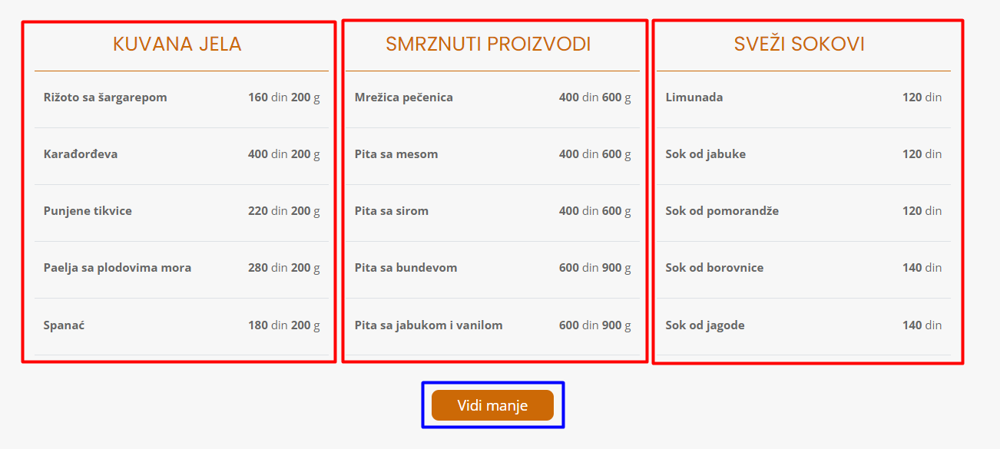 KUVANA JELA
Rižoto sa šargarepom 160 din 200 g
Karađorđeva 400 din 200 g
Punjene tikvice 220 din 200 g
Paelja sa plodovima mora 280 din 200 g
Spanać 180 din 200 g
SMRZNUTI PROIZVODI
Mrežica pečenica 400 din 600 g
Pita sa mesom 400 din 600 g
Pita sa sirom 400 din 600 g
Pita sa bundevom 600 din 900 g
Pita sa jabukom i vanilom 600 din 900 g
SVEŽI SOKOVI
Limunada 120 din
Sok od jabuke 120 din
Sok od pomorandže 120 din
Sok od borovnice 140 din
Sok od jagode 140 din
Vidi manje